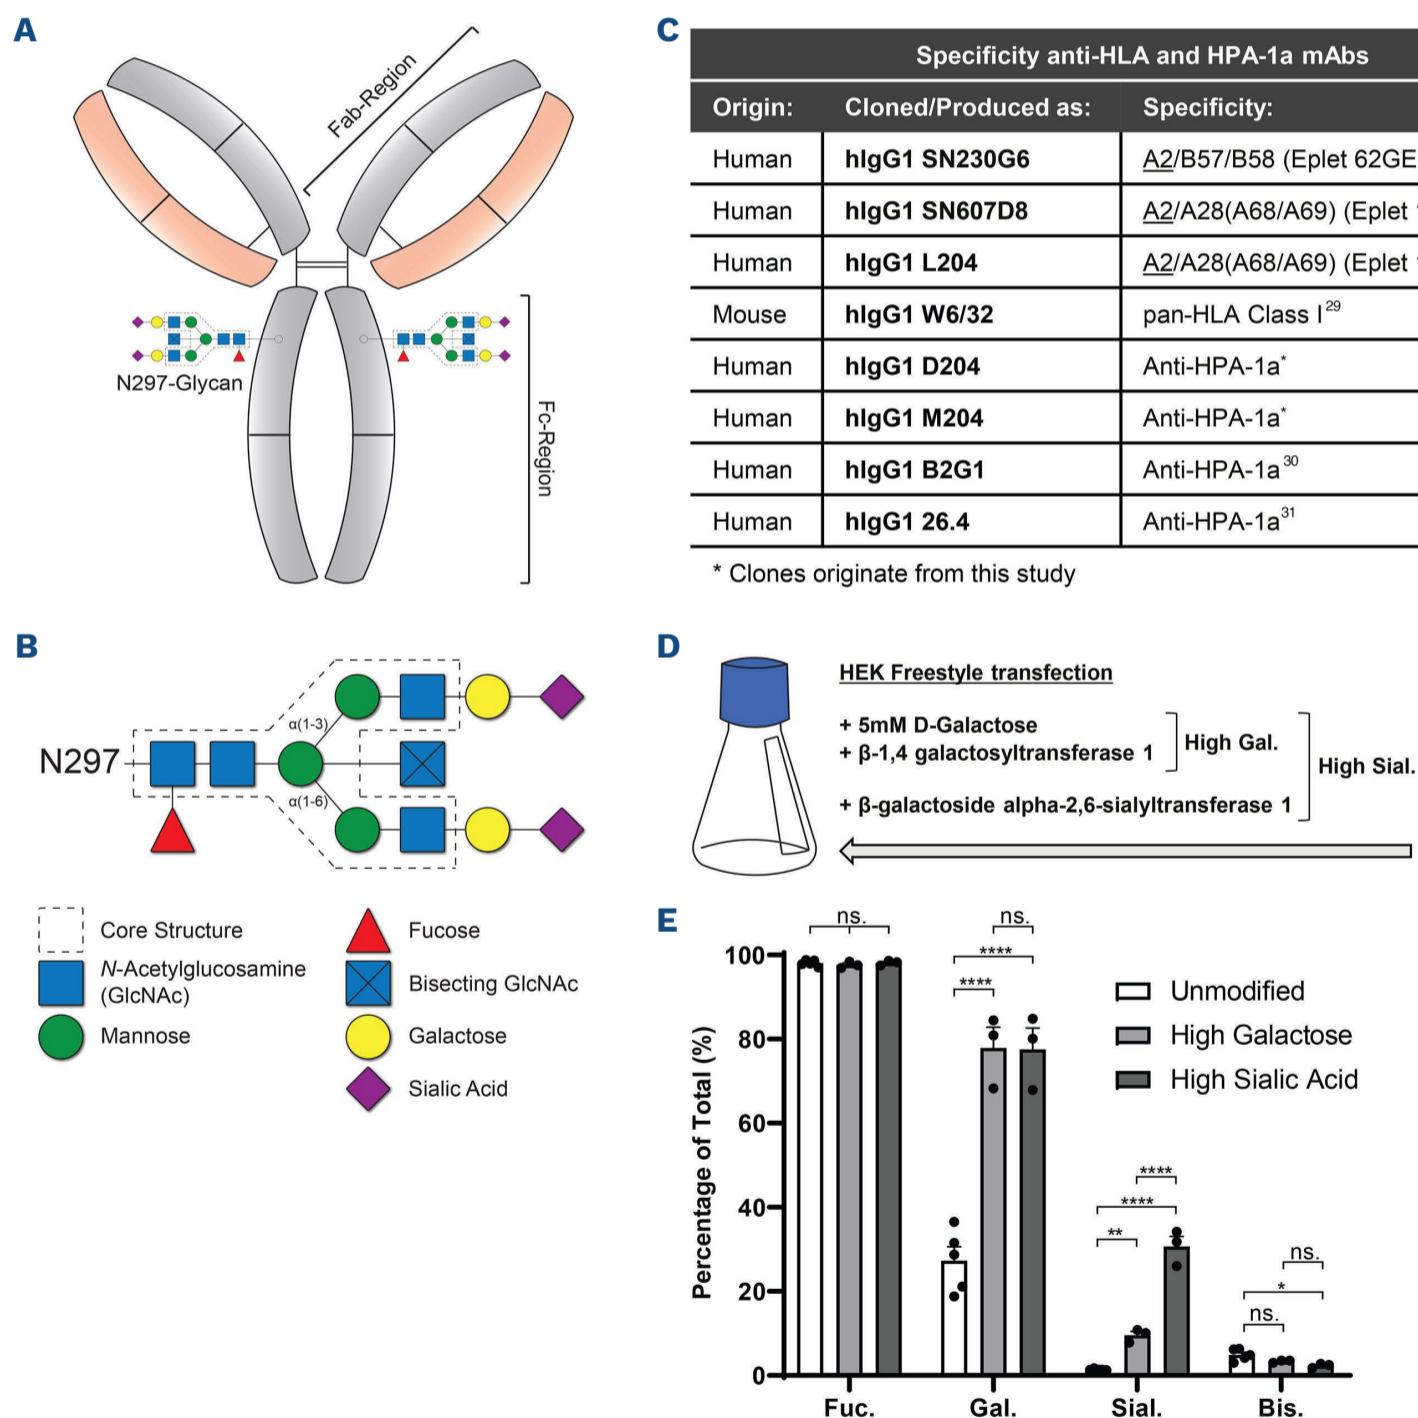 A
Fab-Region
N297-Glycan
Fc-Region
B
N297
α(1-3)
α(1-6)
Core Structure
N-Acetylglucosamine
(GlcNAc)
Mannose
Fucose
Bisecting GlcNAc
Galactose
Sialic Acid
C
Specificity anti-HLA and HPA-1a mAbs
Origin: Cloned/Produced as: Specificity:
Human hIgG1 SN230G6 A2/B57/B58 (Eplet 62GE
Human hIgG1 SN607D8 A2/A28(A68/A69) (Eplet
Human hIgG1 L204 A2/A28(A68/A69) (Eplet
Mouse hIgG1 W6/32 pan-HLA Class I29
Human hIgG1 D204 Anti-HPA-1a*
Human hIgG1 M204 Anti-HPA-1a*
Human hIgG1 B2G1 Anti-HPA-1a30
Human hIgG1 26.4 Anti-HPA-1a31
* Clones originate from this study
D
HEK Freestyle transfection
+ 5mM D-Galactose
+ β-1,4 galactosyltransferase 1
High Gal.
+ β-galactoside alpha-2,6-sialyltransferase 1
High Sial.
E
Percentage of Total (%)
100
80
60
40
20
0
ns.
ns.
****
****
****
****
**
ns.
*
ns.
Unmodified
High Galactose
High Sialic Acid
Fuc. Gal. Sial. Bis.